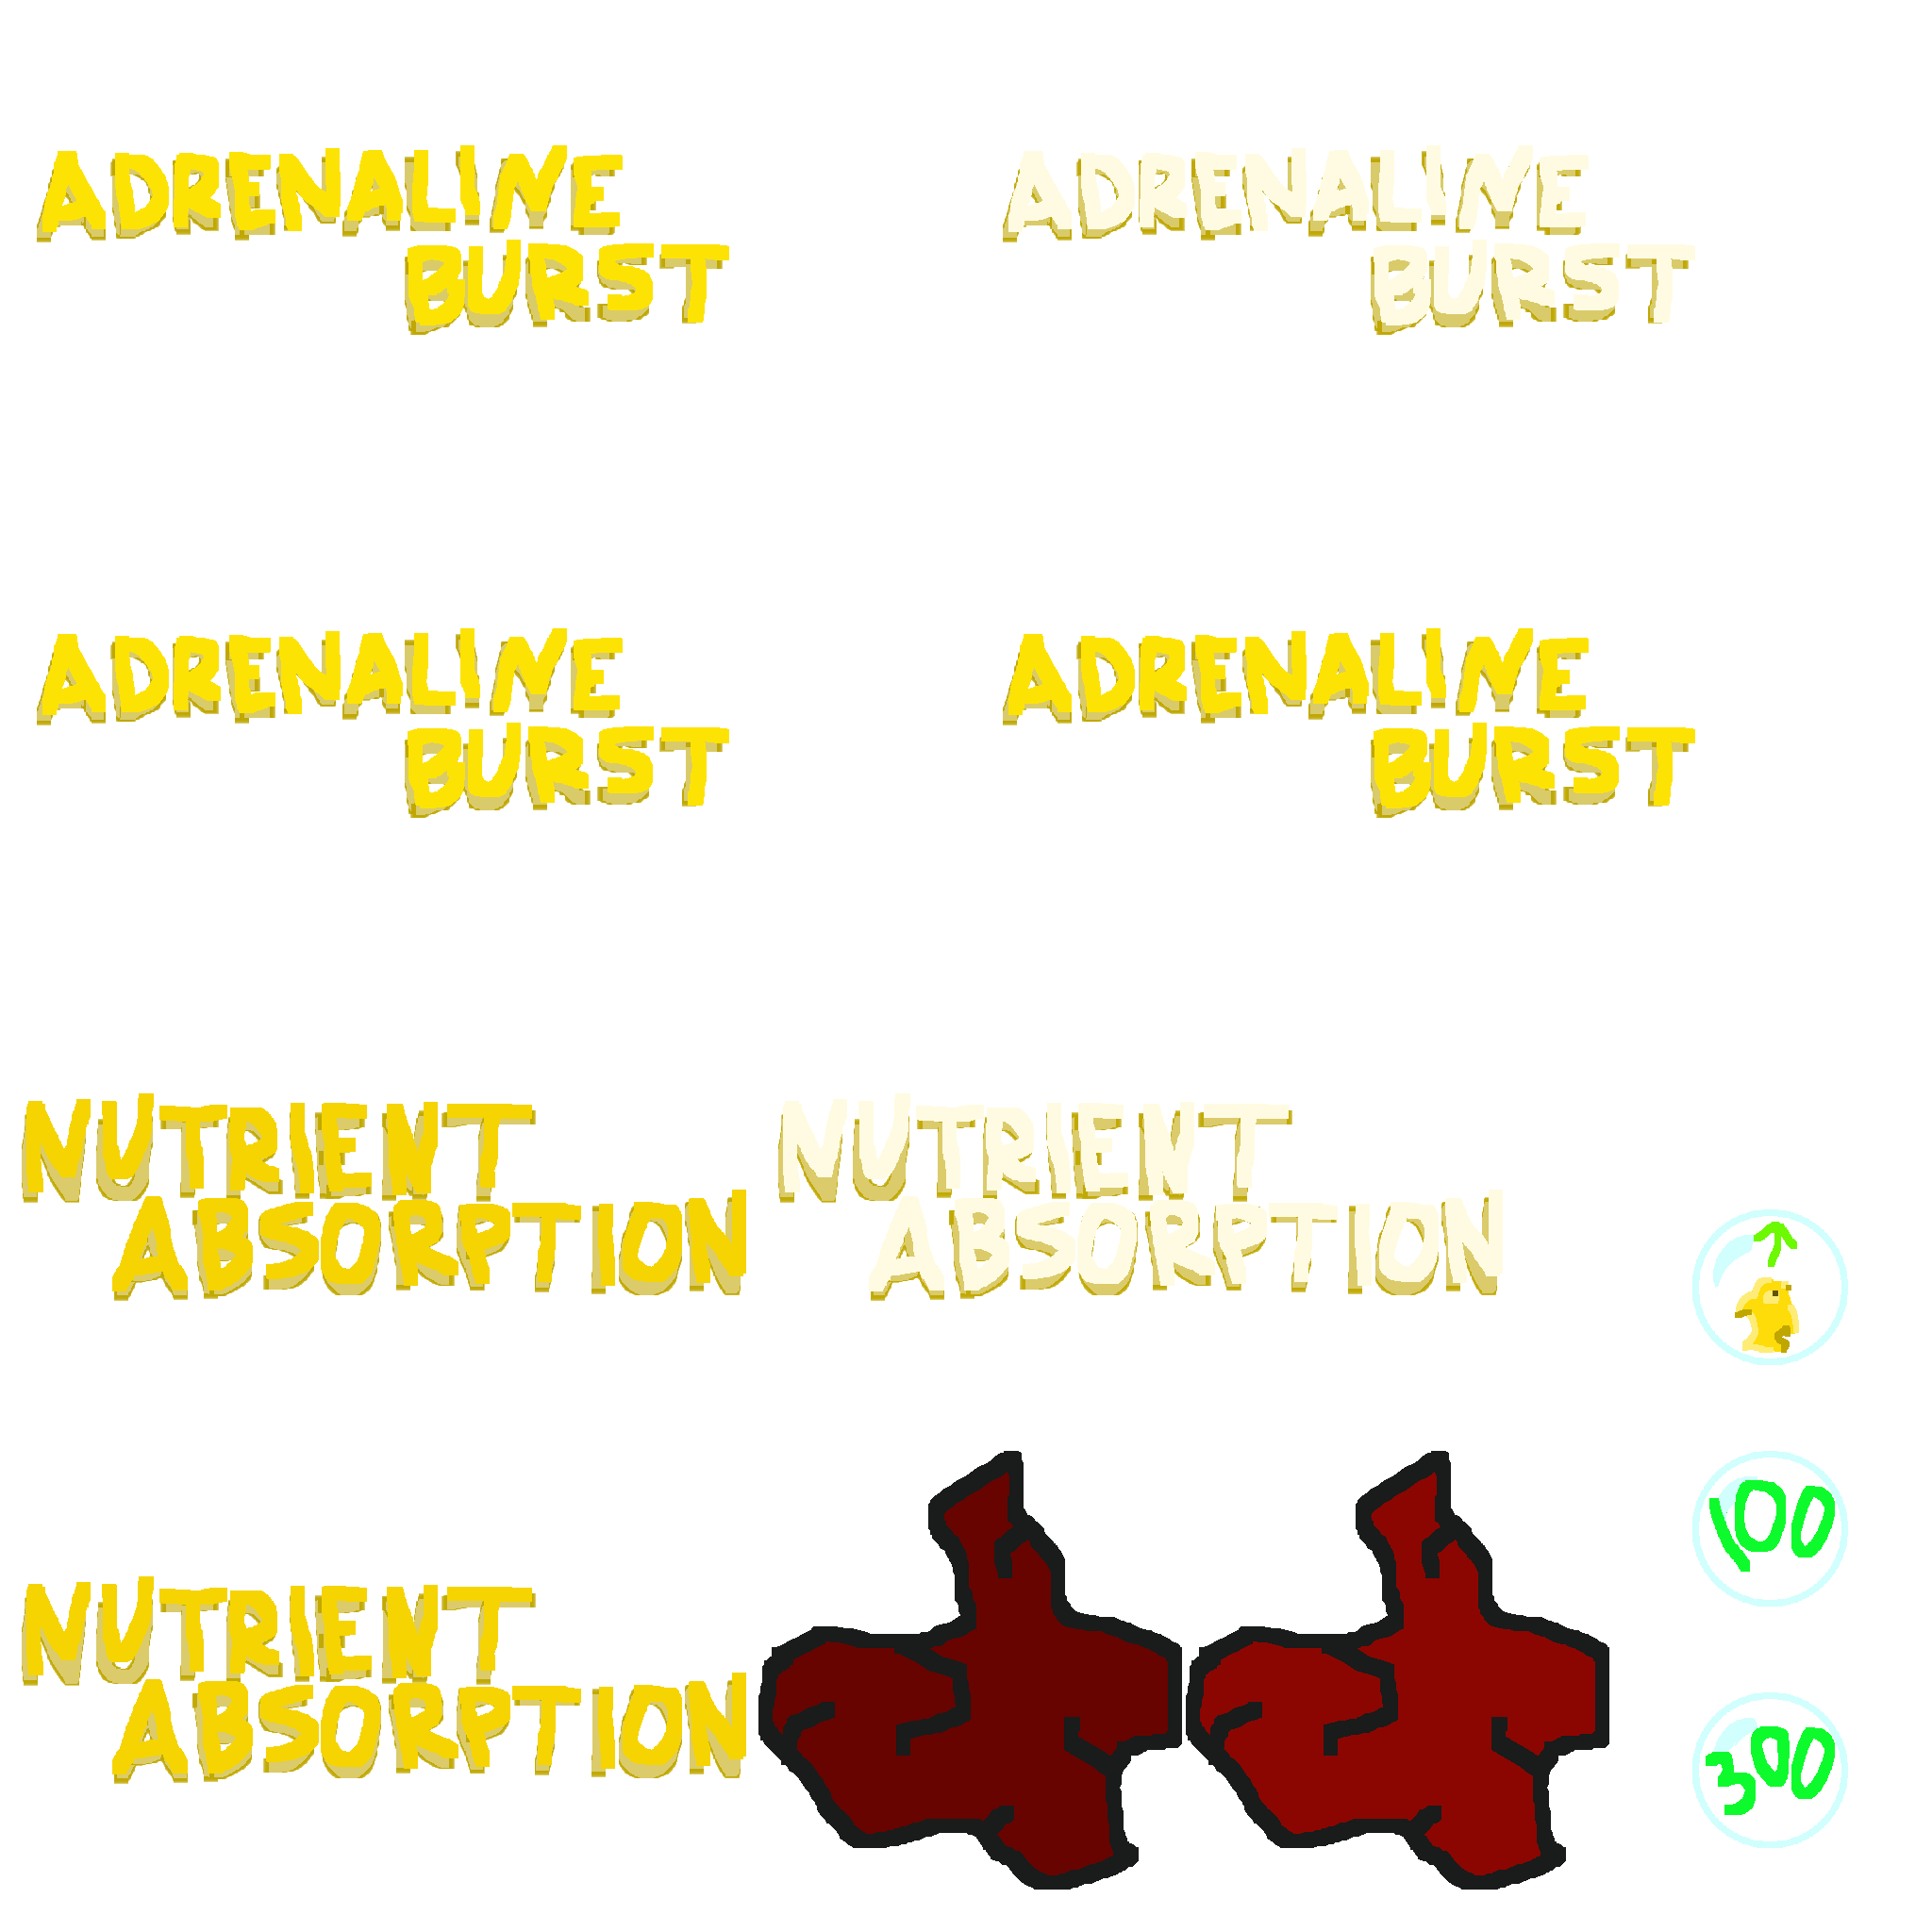 ADRENALINE
BURST
ADRENALINE
BURST
ADRENALINE
BURST
ADRENALINE
BURST
NUTRIENT
ABSORPTION
NUTRIENT
ABSORPTION
100
NUTRIENT
ABSORPTION
300